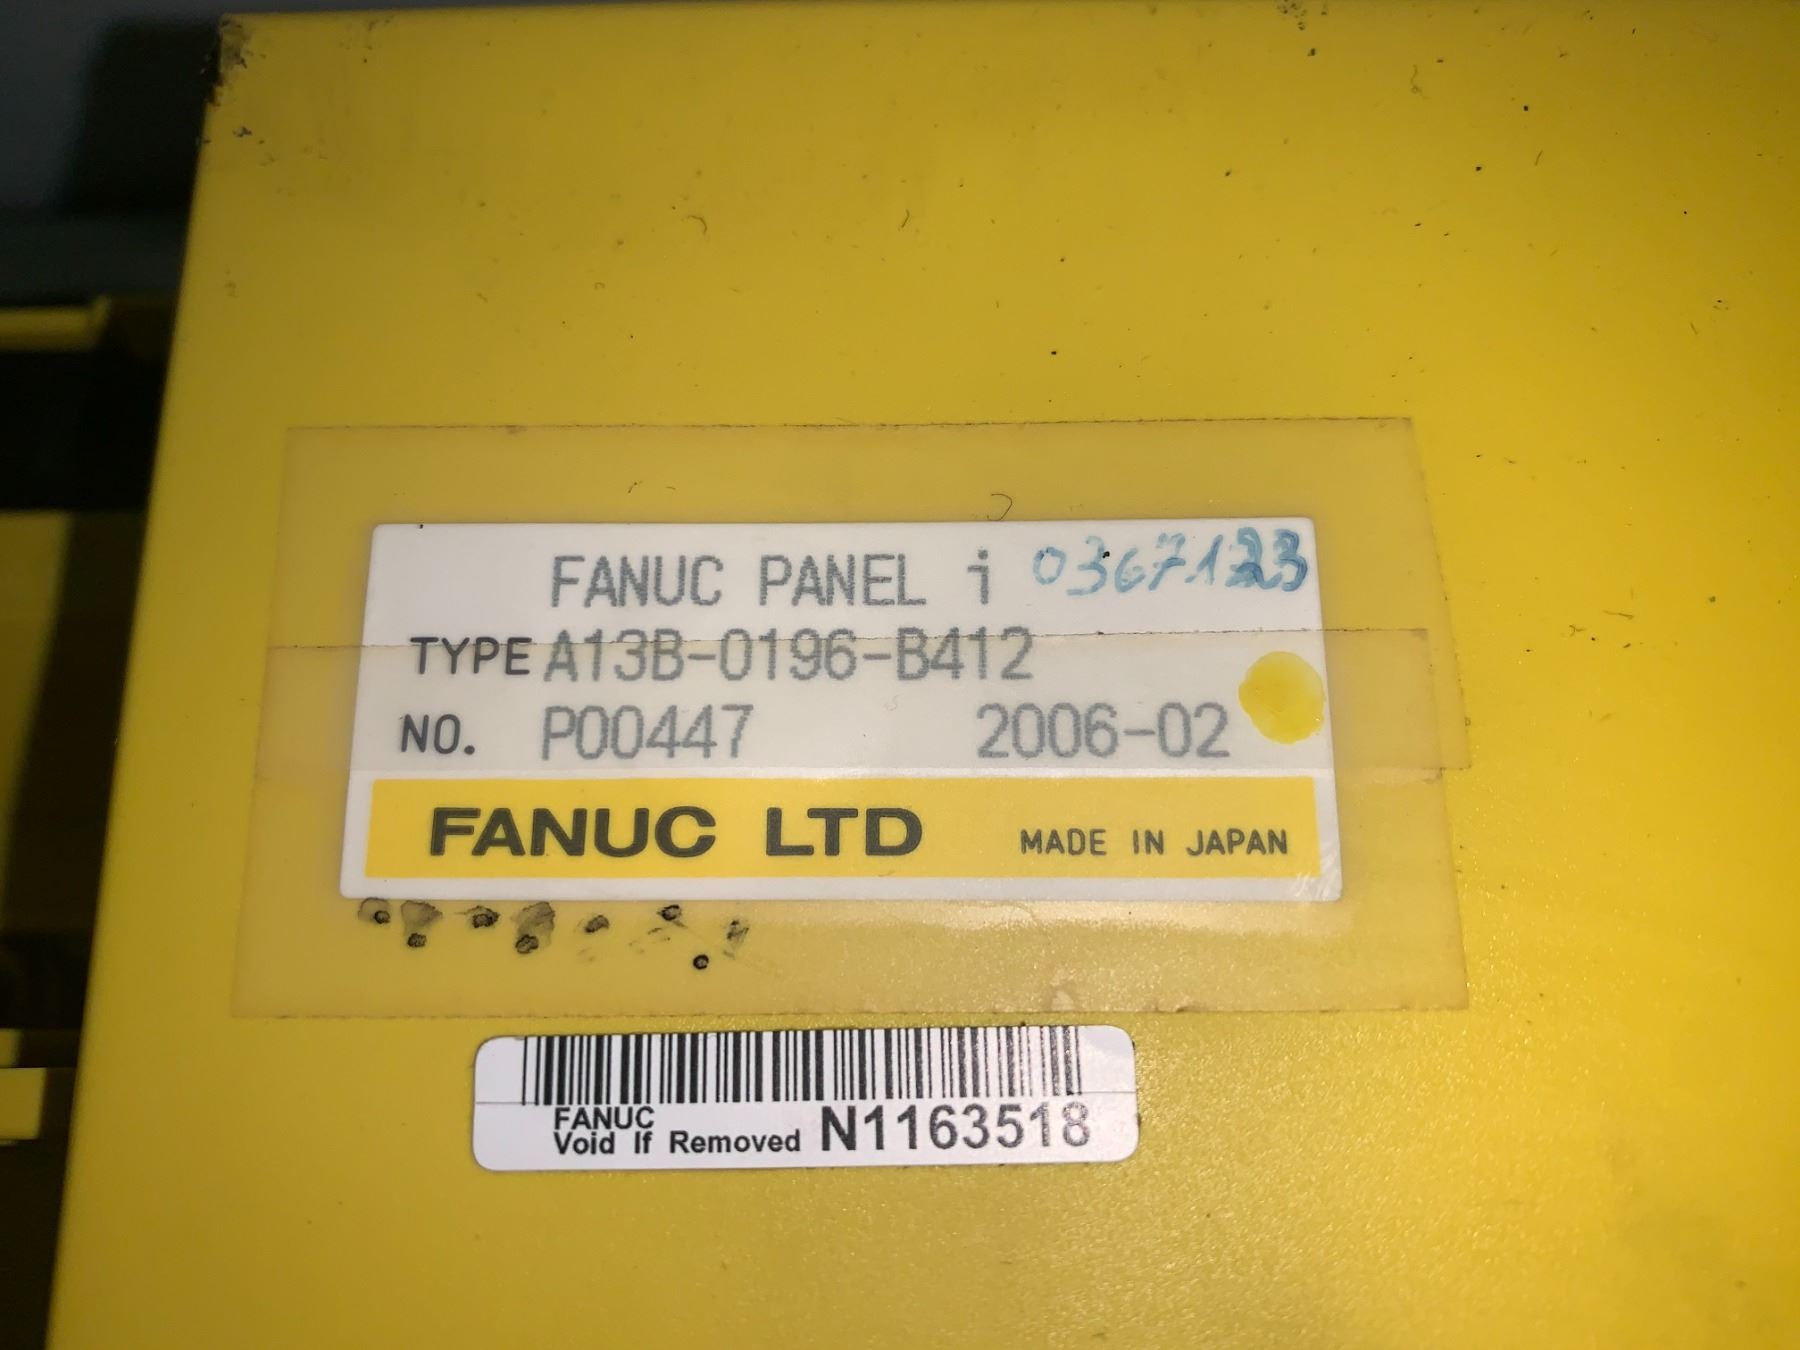 FANUC PANEL i
TYPE A13B-0196-B412
NO. P00447 2006-02
FANUC LTD MADE IN JAPAN
FANUC
Void If Removed N1163518